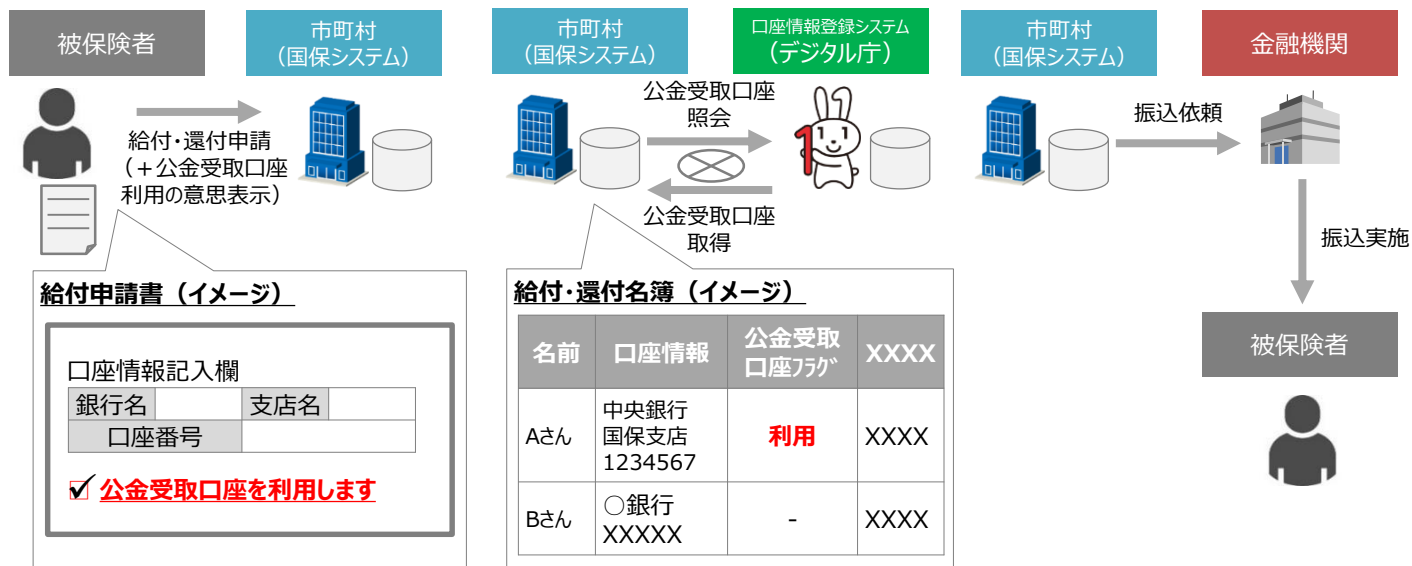 被保険者
市町村
（国保システム）
市町村
（国保システム）
口座情報登録システム
（デジタル庁）
市町村
（国保システム）
金融機関
給付・還付申請
（＋公金受取口座
利用の意思表示）
公金受取口座
照会
公金受取口座
取得
振込依頼
振込実施
被保険者
給付申請書（イメージ）
口座情報記入欄
銀行名
支店名
口座番号
公金受取口座を利用します
給付・還付名簿（イメージ）
名前
口座情報
公金受取
口座ﾌﾗｸﾞ
XXXX
Aさん
中央銀行
国保支店
1234567
利用
XXXX
Bさん
○銀行
XXXXX
-
XXXX